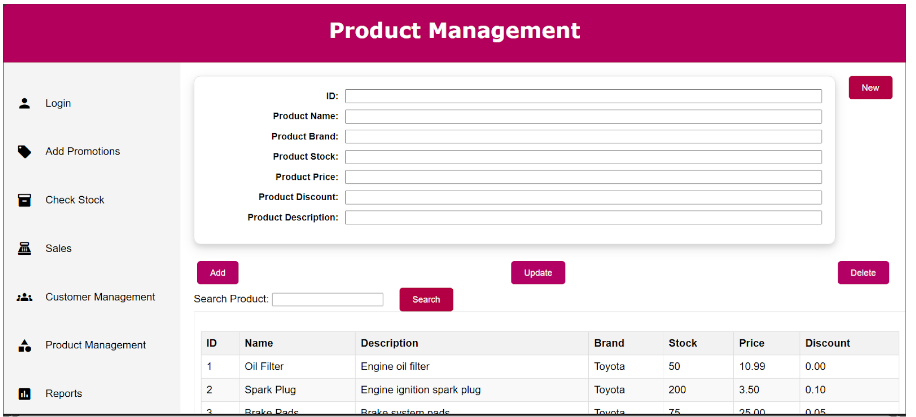 Product Management
Login
Add Promotions
Check Stock
Sales
Customer Management
Product Management
Reports
ID:
Product Name:
Product Brand:
Product Stock:
Product Price:
Product Discount:
Product Description:
New
Add Update Delete
Search Product: Search
ID Name Description Brand Stock Price Discount
1 Oil Filter Engine oil filter Toyota 50 10.99 0.00
2 Spark Plug Engine ignition spark plug Toyota 200 3.50 0.10
3 Brake Pads Brake system pads Toyota 75 25.00 0.05